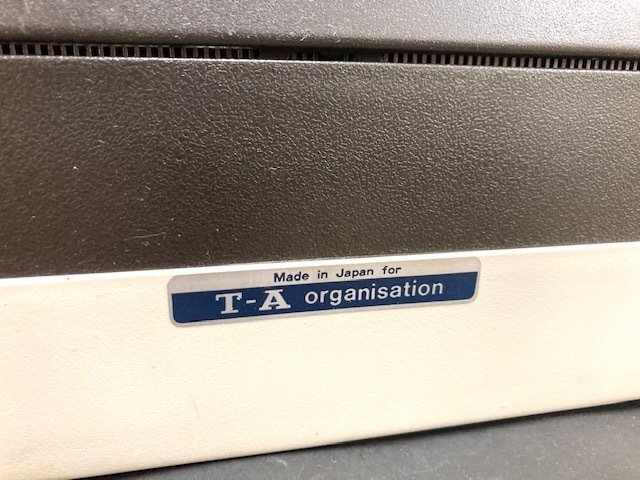 Made in Japan for
T-A organisation